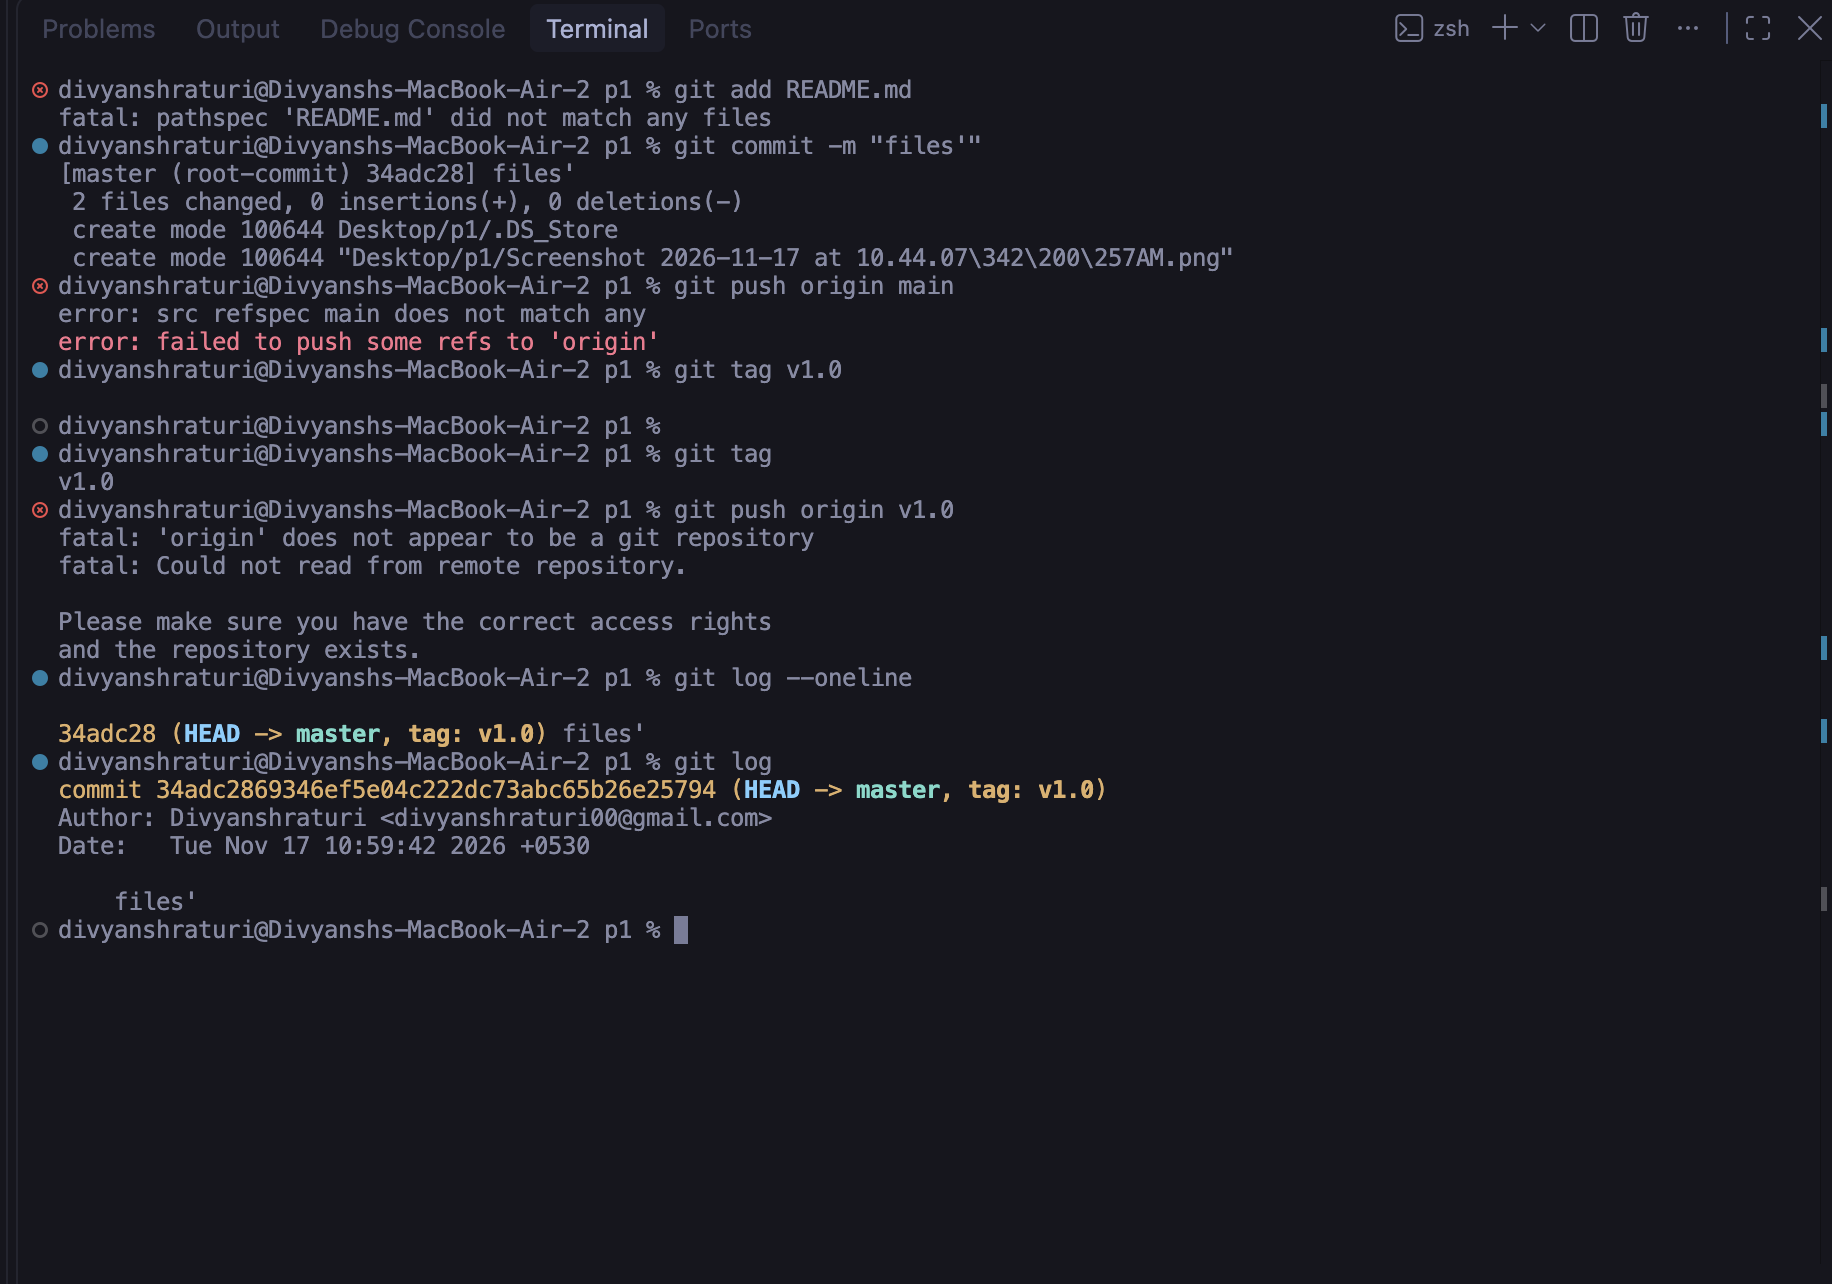 Problems Output Debug Console Terminal Ports zsh
divyanshraturi@Divyanshs-MacBook-Air-2 p1 % git add README.md
fatal: pathspec 'README.md' did not match any files
divyanshraturi@Divyanshs-MacBook-Air-2 p1 % git commit -m "files'"
[master (root-commit) 34adc28] files'
 2 files changed, 0 insertions(+), 0 deletions(-)
 create mode 100644 Desktop/p1/.DS_Store
 create mode 100644 "Desktop/p1/Screenshot 2026-11-17 at 10.44.07\342\200\257AM.png"
divyanshraturi@Divyanshs-MacBook-Air-2 p1 % git push origin main
error: src refspec main does not match any
error: failed to push some refs to 'origin'
divyanshraturi@Divyanshs-MacBook-Air-2 p1 % git tag v1.0
divyanshraturi@Divyanshs-MacBook-Air-2 p1 %
divyanshraturi@Divyanshs-MacBook-Air-2 p1 % git tag
v1.0
divyanshraturi@Divyanshs-MacBook-Air-2 p1 % git push origin v1.0
fatal: 'origin' does not appear to be a git repository
fatal: Could not read from remote repository.
Please make sure you have the correct access rights
and the repository exists.
divyanshraturi@Divyanshs-MacBook-Air-2 p1 % git log --oneline
34adc28 (HEAD -> master, tag: v1.0) files'
divyanshraturi@Divyanshs-MacBook-Air-2 p1 % git log
commit 34adc2869346ef5e04c222dc73abc65b26e25794 (HEAD -> master, tag: v1.0)
Author: Divyanshraturi <divyanshraturi00@gmail.com>
Date:   Tue Nov 17 10:59:42 2026 +0530
    files'
divyanshraturi@Divyanshs-MacBook-Air-2 p1 %